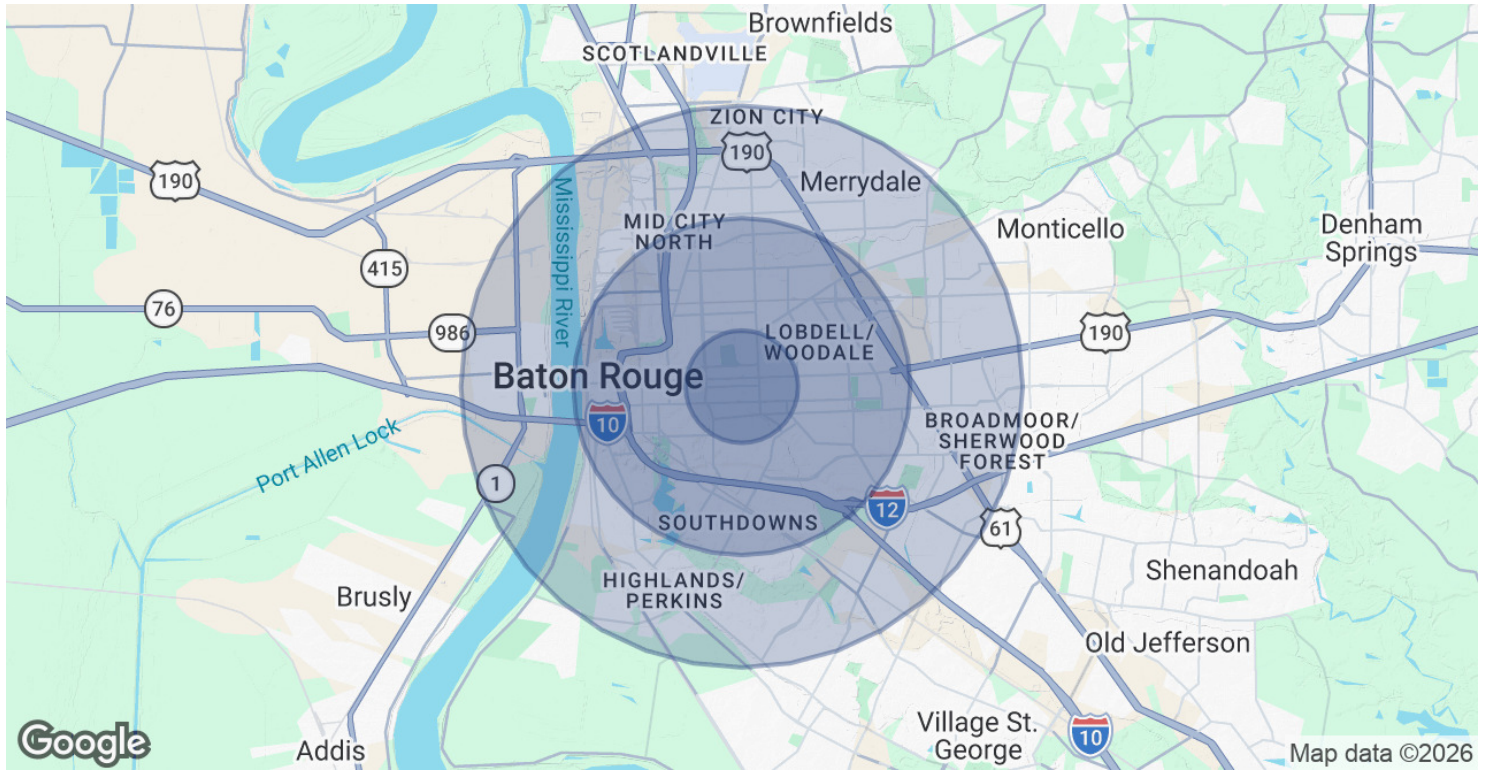 Brownfields
SCOTLANDVILLE
ZION CITY
190
190
Merrydale
MID CITY
NORTH
Monticello
Denham
Springs
415
Mississippi River
76
986
LOBDELL/
WOODALE
190
Baton Rouge
10
BROADMOOR/
SHERWOOD
FOREST
Port Allen Lock
1
12
SOUTHDOWNS
61
HIGHLANDS/
PERKINS
Shenandoah
Brusly
Old Jefferson
Village St.
George
10
Google
Addis
Map data ©2026